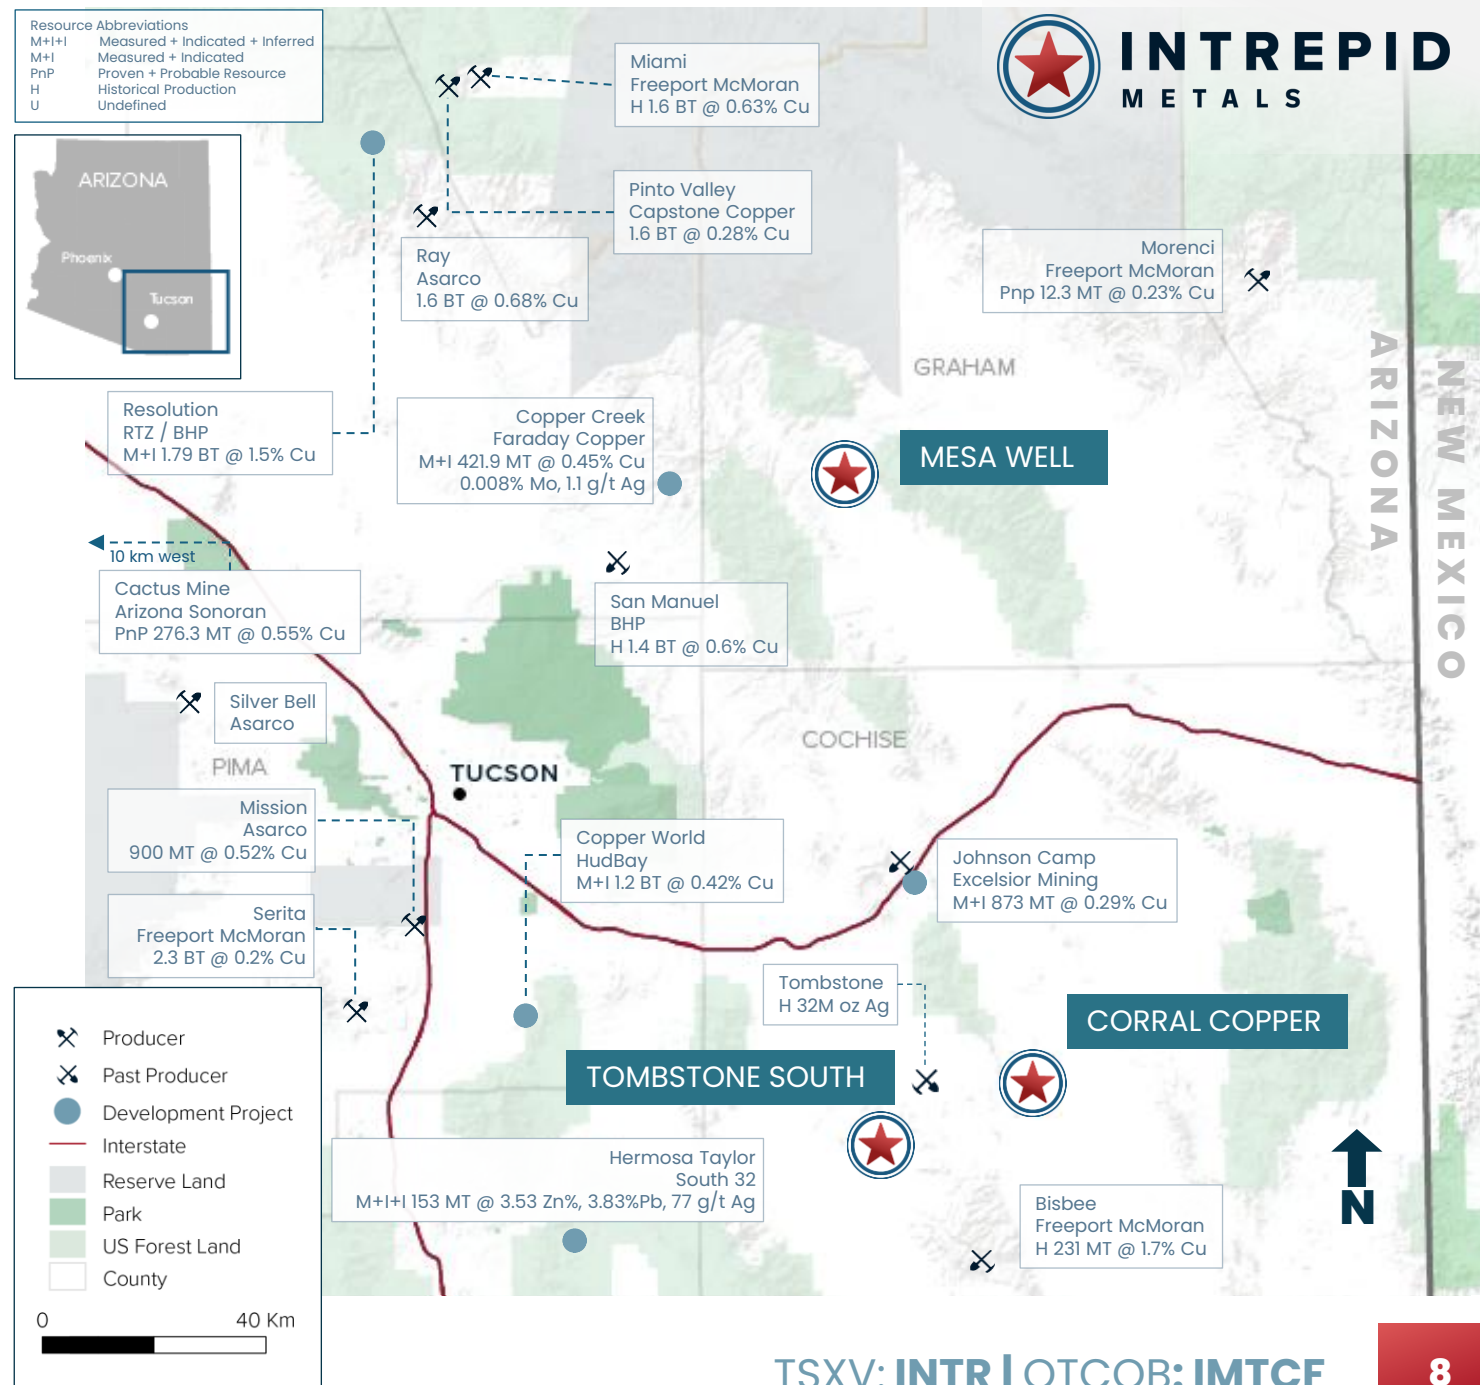 Resource Abbreviations
M+I+I Measured + Indicated + Inferred
M+I Measured + Indicated
PnP Proven + Probable Resource
H Historical Production
U Undefined
INTREPID
METALS
Miami
Freeport McMoran
H 1.6 BT @ 0.63% Cu
ARIZONA
Phoenix
Tucson
Pinto Valley
Capstone Copper
1.6 BT @ 0.28% Cu
Ray
Asarco
1.6 BT @ 0.68% Cu
Morenci
Freeport McMoran
Pnp 12.3 MT @ 0.23% Cu
GRAHAM
ARIZONA
NEW MEXICO
Resolution
RTZ / BHP
M+I 1.79 BT @ 1.5% Cu
Copper Creek
Faraday Copper
M+I 421.9 MT @ 0.45% Cu
0.008% Mo, 1.1 g/t Ag
MESA WELL
10 km west
Cactus Mine
Arizona Sonoran
PnP 276.3 MT @ 0.55% Cu
San Manuel
BHP
H 1.4 BT @ 0.6% Cu
Silver Bell
Asarco
PIMA
TUCSON
COCHISE
Mission
Asarco
900 MT @ 0.52% Cu
Copper World
HudBay
M+I 1.2 BT @ 0.42% Cu
Johnson Camp
Excelsior Mining
M+I 873 MT @ 0.29% Cu
Serita
Freeport McMoran
2.3 BT @ 0.2% Cu
Tombstone
H 32M oz Ag
CORRAL COPPER
TOMBSTONE SOUTH
Hermosa Taylor
South 32
M+I+I 153 MT @ 3.53 Zn%, 3.83%Pb, 77 g/t Ag
Bisbee
Freeport McMoran
H 231 MT @ 1.7% Cu
N
Producer
Past Producer
Development Project
Interstate
Reserve Land
Park
US Forest Land
County
0 40 Km
TSXV: INTR | OTCQB: IMTCF
8